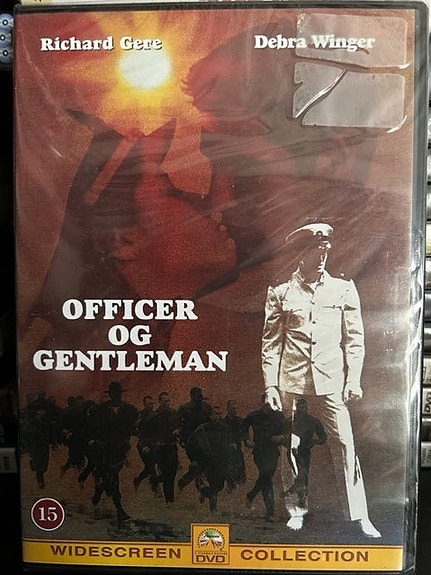 Richard Gere Debra Winger
OFFICER
OG
GENTLEMAN
15
WIDESCREEN DVD COLLECTION